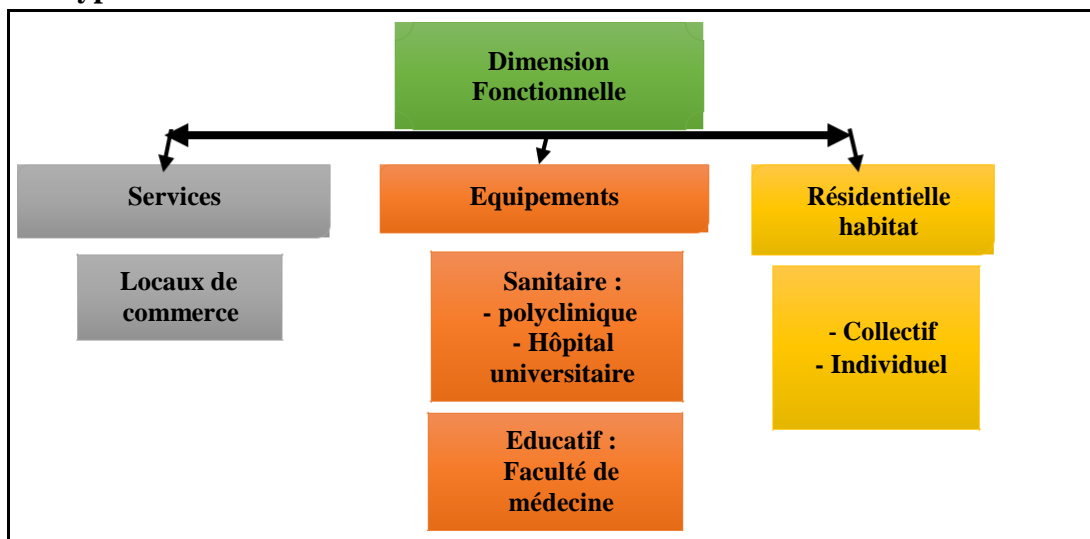 Dimension
Fonctionnelle
Services
Equipements
Résidentielle
habitat
Locaux de
commerce
Sanitaire :
- polyclinique
- Hôpital
universitaire
- Collectif
- Individuel
Educatif :
Faculté de
médecine